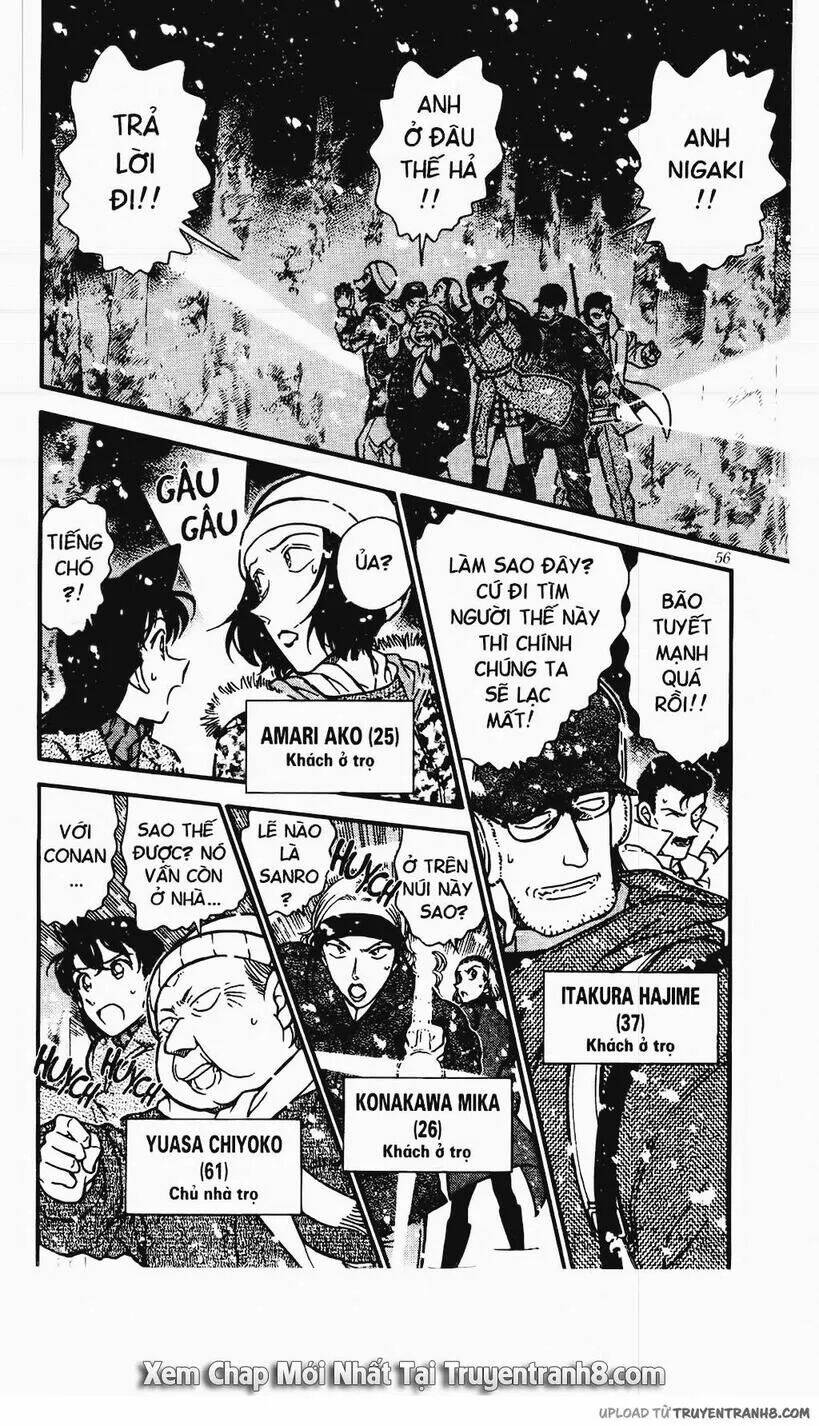 ANH
NIGAKI
!!
ANH
Ở ĐÂU
THẾ HẢ
!!
TRẢ
LỜI
ĐI!!
56
BÃO
TUYẾT
MẠNH
QUÁ
RỒI!!
LÀM SAO ĐÂY?
CỨ ĐI TÌM
NGƯỜI THẾ NÀY
THÌ CHÍNH
CHÚNG TA
SẼ LẠC
MẤT!
ITAKURA HAJIME
(37)
Khách ở trọ
ỦA?
GÂU
GÂU
TIẾNG
CHÓ
?!
AMARI AKO (25)
Khách ở trọ
Ở TRÊN
NÚI NÀY
SAO?
LẼ NÀO
LÀ
SANRO
?
HUYCH
KONAKAWA MIKA
(26)
Khách ở trọ
SAO THẾ
ĐƯỢC? NÓ
VẪN CÒN
Ở NHÀ...
VỚI
CONAN
...
HUYCH
HUYCH
YUASA CHIYOKO
(61)
Chủ nhà trọ
Xem Chap Mới Nhất Tại Truyentranh8.com
UPLOAD TỪ TRUYENTRANH8.COM